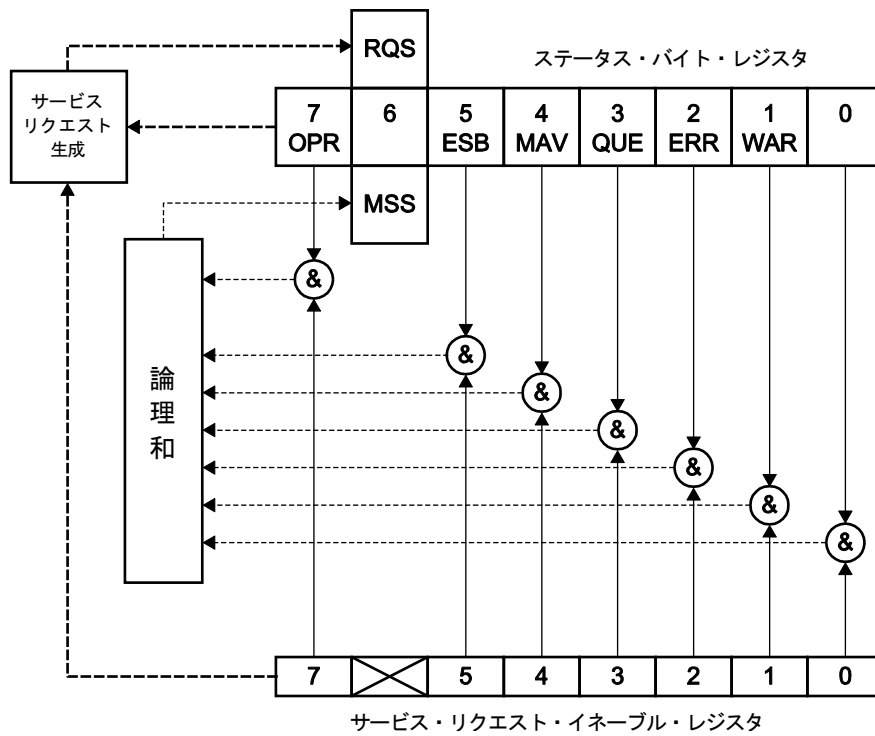 RQS
ステータス・バイト・レジスタ
サービス
リクエスト
生成
7 6 5 4 3 2 1 0
OPR ESB MAV QUE ERR WAR
MSS
&
&
&
&
&
&
&
論理和
7 5 4 3 2 1 0
サービス・リクエスト・イネーブル・レジスタ